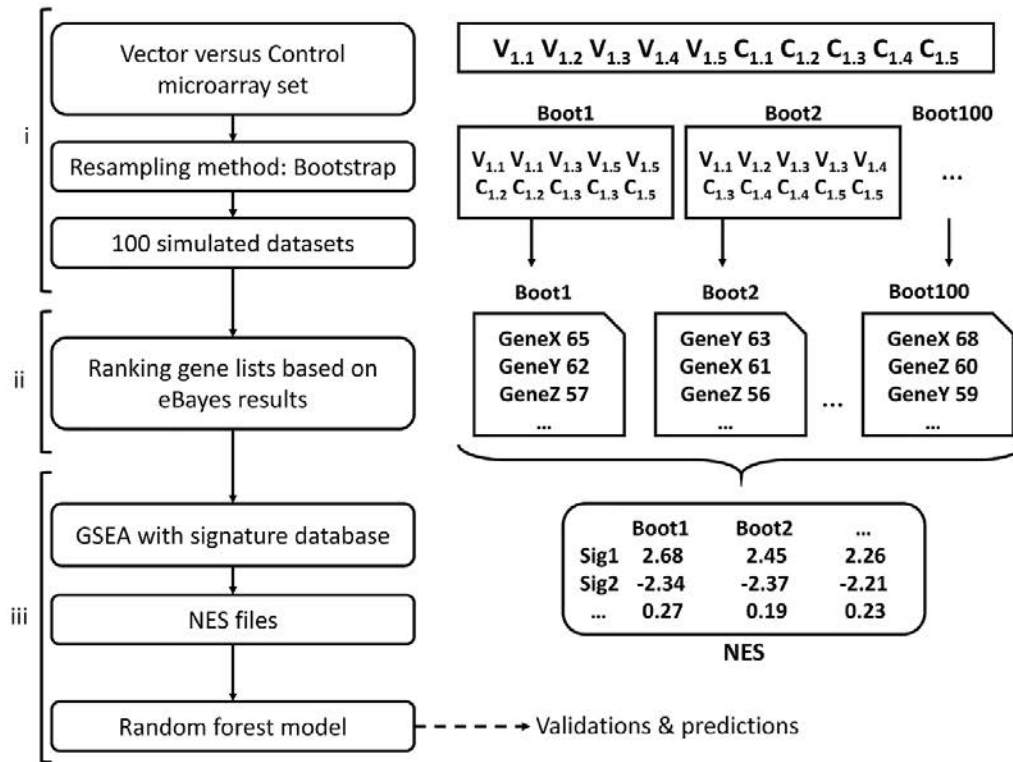 i
Vector versus Control
microarray set
Resampling method: Bootstrap
100 simulated datasets
ii
Ranking gene lists based on
eBayes results
iii
GSEA with signature database
NES files
Random forest model
Validations & predictions
V1.1 V1.2 V1.3 V1.4 V1.5 C1.1 C1.2 C1.3 C1.4 C1.5
Boot1 Boot2 Boot100
V1.1 V1.1 V1.3 V1.5 V1.5
C1.2 C1.2 C1.3 C1.3 C1.5
V1.1 V1.2 V1.3 V1.3 V1.4
C1.3 C1.4 C1.4 C1.5 C1.5
...
Boot1 Boot2 Boot100
GeneX 65
GeneY 62
GeneZ 57
...
GeneY 63
GeneX 61
GeneZ 56
...
...
GeneX 68
GeneZ 60
GeneY 59
...
Boot1 Boot2 ...
Sig1 2.68 2.45 2.26
Sig2 -2.34 -2.37 -2.21
... 0.27 0.19 0.23
NES